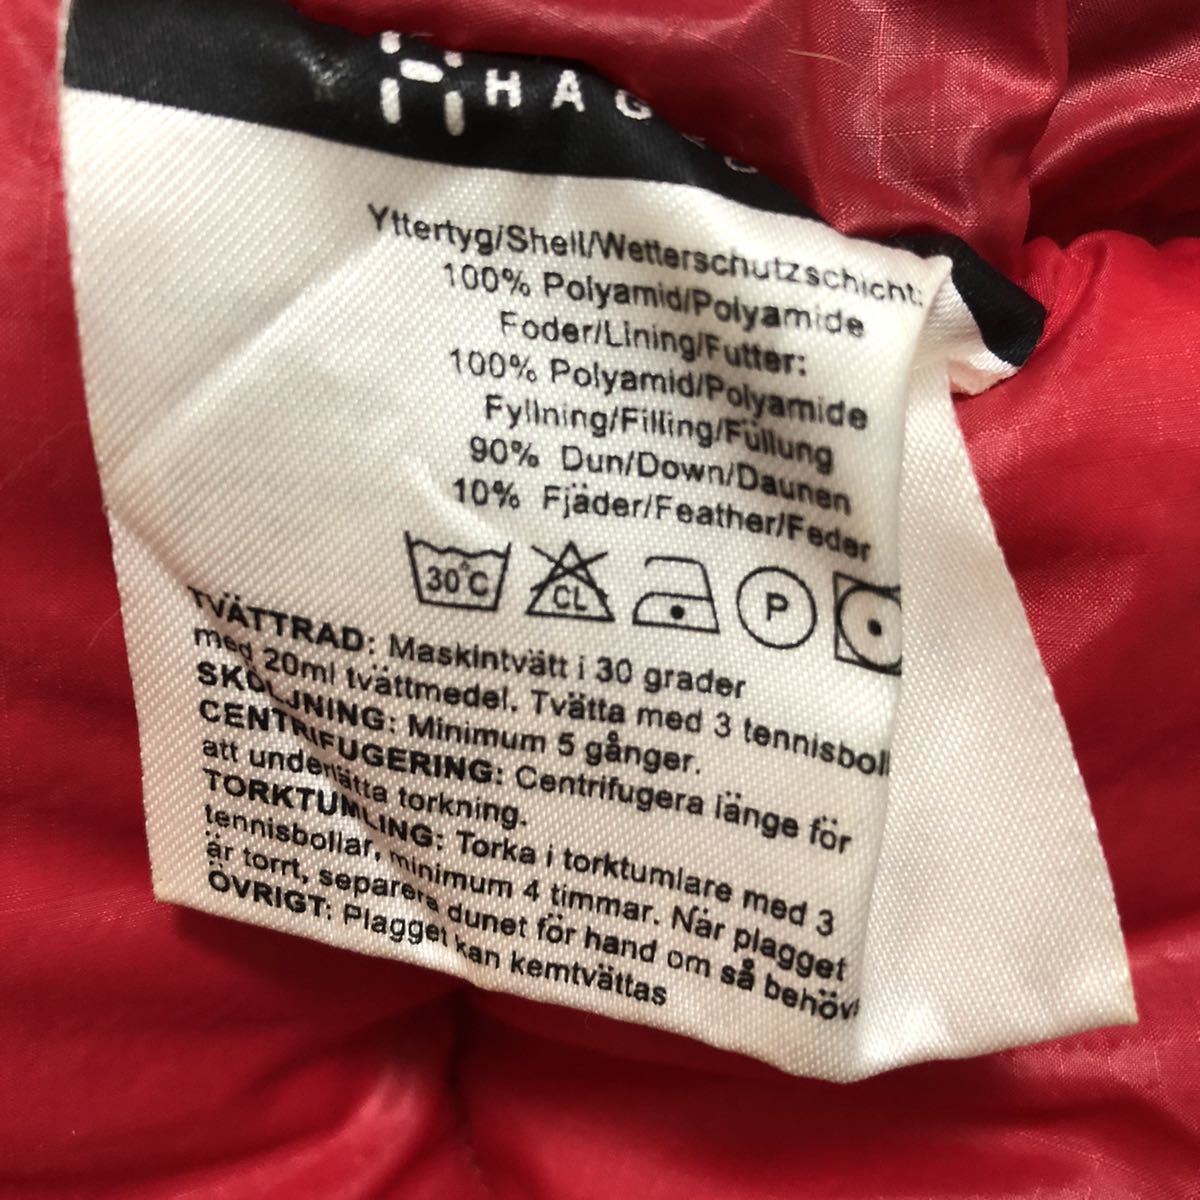 HAG
Yttertyg/Shell/Wetterschutzschicht:
100% Polyamid/Polyamide
Foder/Lining/Futter:
100% Polyamid/Polyamide
Fyllning/Filling/Füllung
90% Dun/Down/Daunen
10% Fjäder/Feather/Feder
30°C CL P
TVÄTTRAD: Maskintvätt i 30 grader
med 20ml tvättmedel. Tvätta med 3 tennisboll
SKÖLJNING: Minimum 5 gånger.
CENTRIFUGERING: Centrifugera länge för
att underlätta torkning.
TORKTUMLING: Torka i torktumlare med 3
tennisbollar, minimum 4 timmar. När plagget
är torrt, separera dunet för hand om så behöv
ÖVRIGT: Plagget kan kemtvättas